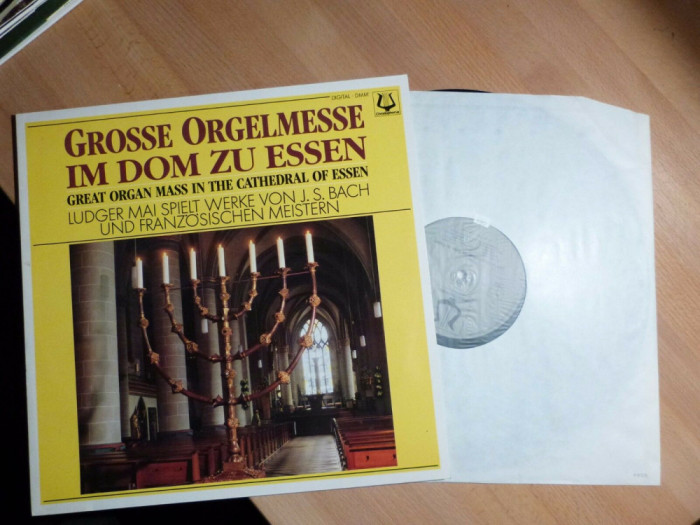 DIGITAL · DMM
GROSSE ORGELMESSE
IM DOM ZU ESSEN
GREAT ORGAN MASS IN THE CATHEDRAL OF ESSEN
LUDGER MAI SPIELT WERKE VON J. S. BACH
UND FRANZÖSISCHEN MEISTERN